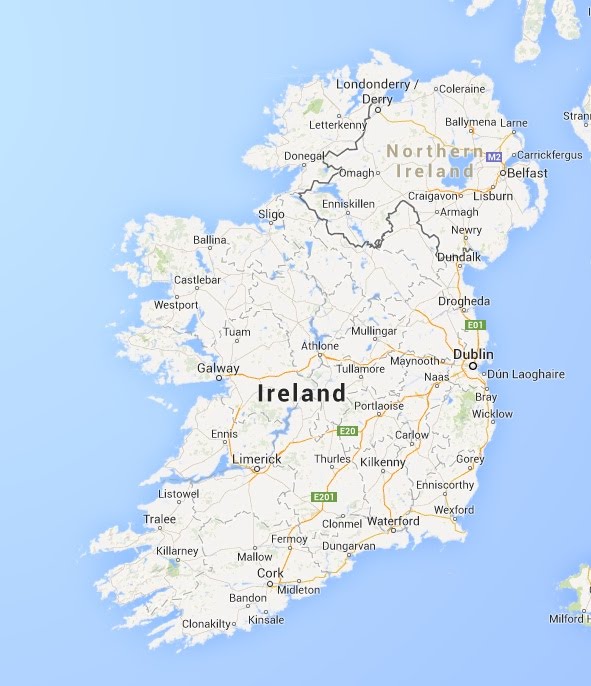 Londonderry /
Derry
Coleraine
Letterkenny
Ballymena
Larne
Donegal
Northern
Ireland
M2
Carrickfergus
Omagh
Belfast
Craigavon
Lisburn
Enniskillen
Armagh
Sligo
Newry
Ballina
Dundalk
Castlebar
Westport
Drogheda
E01
Tuam
Mullingar
Athlone
Maynooth
Dublin
Galway
Tullamore
Naas
Dún Laoghaire
Ireland
Bray
Portlaoise
Wicklow
E20
Ennis
Carlow
Limerick
Thurles
Kilkenny
Gorey
Enniscorthy
Listowel
E201
Wexford
Tralee
Clonmel
Waterford
Killarney
Fermoy
Dungarvan
Mallow
Cork
Midleton
Bandon
Kinsale
Clonakilty
Stran
Milford H